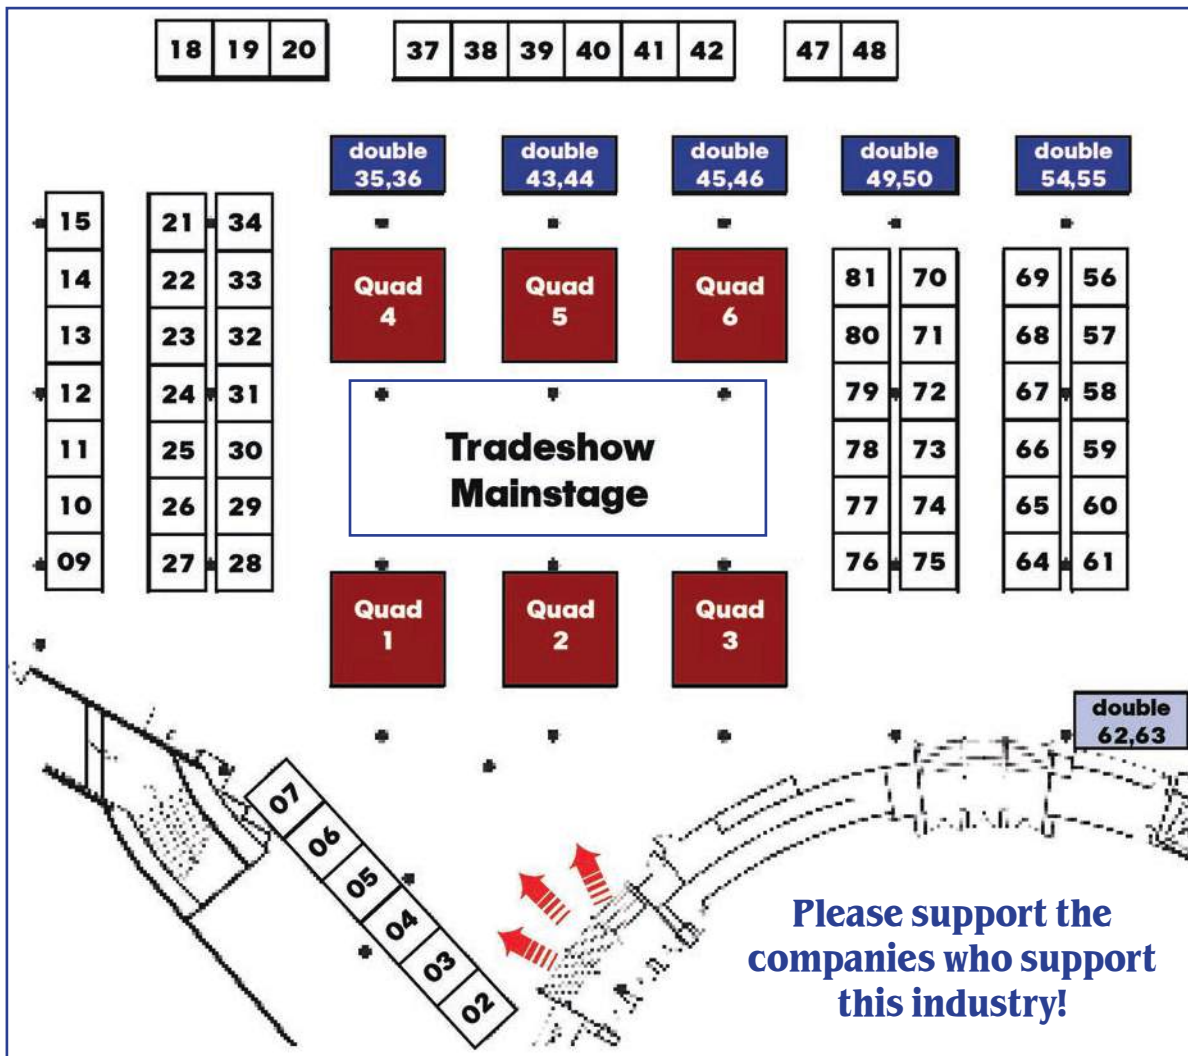 18 19 20 37 38 39 40 41 42 47 48
double double double double double
35,36 43,44 45,46 49,50 54,55
15 21 34
14 22 33 Quad Quad Quad 81 70 69 56
4 5 6
13 23 32 80 71 68 57
12 24 31 79 72 67 58
11 25 30 Tradeshow 78 73 66 59
10 26 29 Mainstage 77 74 65 60
09 27 28 76 75 64 61
Quad Quad Quad
1 2 3
double
62,63
07
06
05
04
03
02
Please support the
companies who support
this industry!